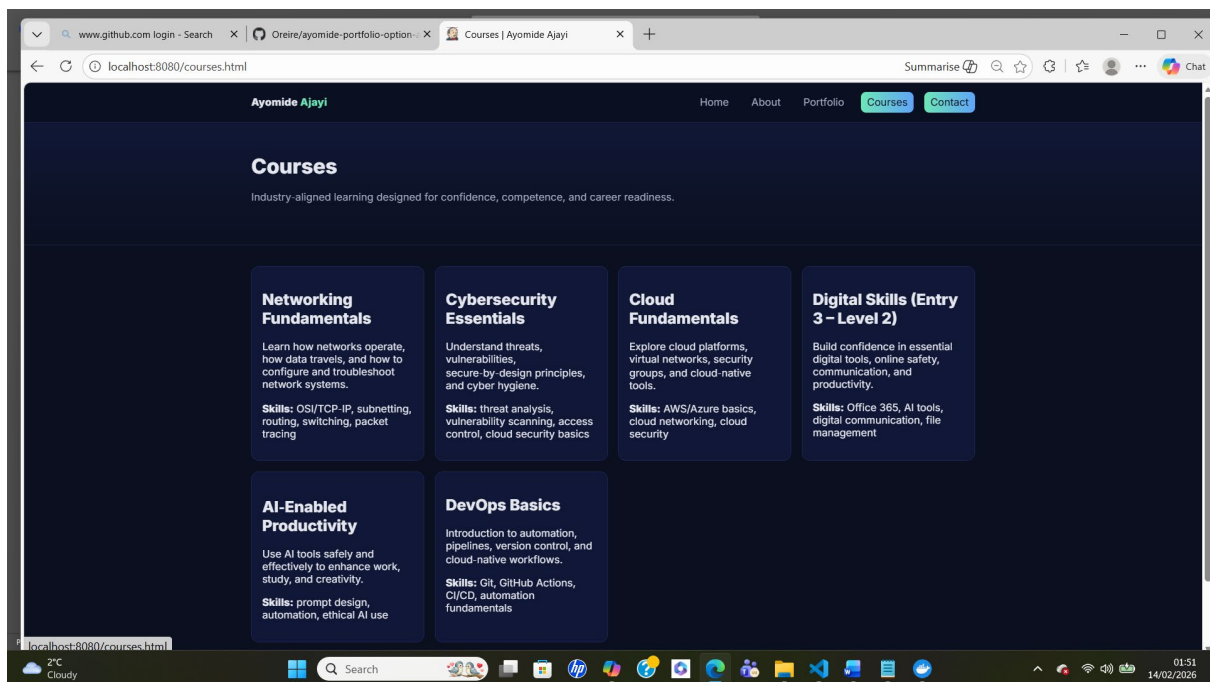 www.github.com login - Search
Oreire/ayomide-portfolio-option-
Courses | Ayomide Ajayi
localhost:8080/courses.html
Summarise
Chat
Ayomide Ajayi
Home About Portfolio Courses Contact
Courses
Industry-aligned learning designed for confidence, competence, and career readiness.
Networking
Fundamentals
Learn how networks operate,
how data travels, and how to
configure and troubleshoot
network systems.
Skills: OSI/TCP-IP, subnetting,
routing, switching, packet
tracing
Cybersecurity
Essentials
Understand threats,
vulnerabilities,
secure-by-design principles,
and cyber hygiene.
Skills: threat analysis,
vulnerability scanning, access
control, cloud security basics
Cloud
Fundamentals
Explore cloud platforms,
virtual networks, security
groups, and cloud-native
tools.
Skills: AWS/Azure basics,
cloud networking, cloud
security
Digital Skills (Entry
3 – Level 2)
Build confidence in essential
digital tools, online safety,
communication, and
productivity.
Skills: Office 365, AI tools,
digital communication, file
management
AI-Enabled
Productivity
Use AI tools safely and
effectively to enhance work,
study, and creativity.
Skills: prompt design,
automation, ethical AI use
DevOps Basics
Introduction to automation,
pipelines, version control, and
cloud-native workflows.
Skills: Git, GitHub Actions,
CI/CD, automation
fundamentals
localhost:8080/courses.html
2°C
Cloudy
Search
hp
01:51
14/02/2026